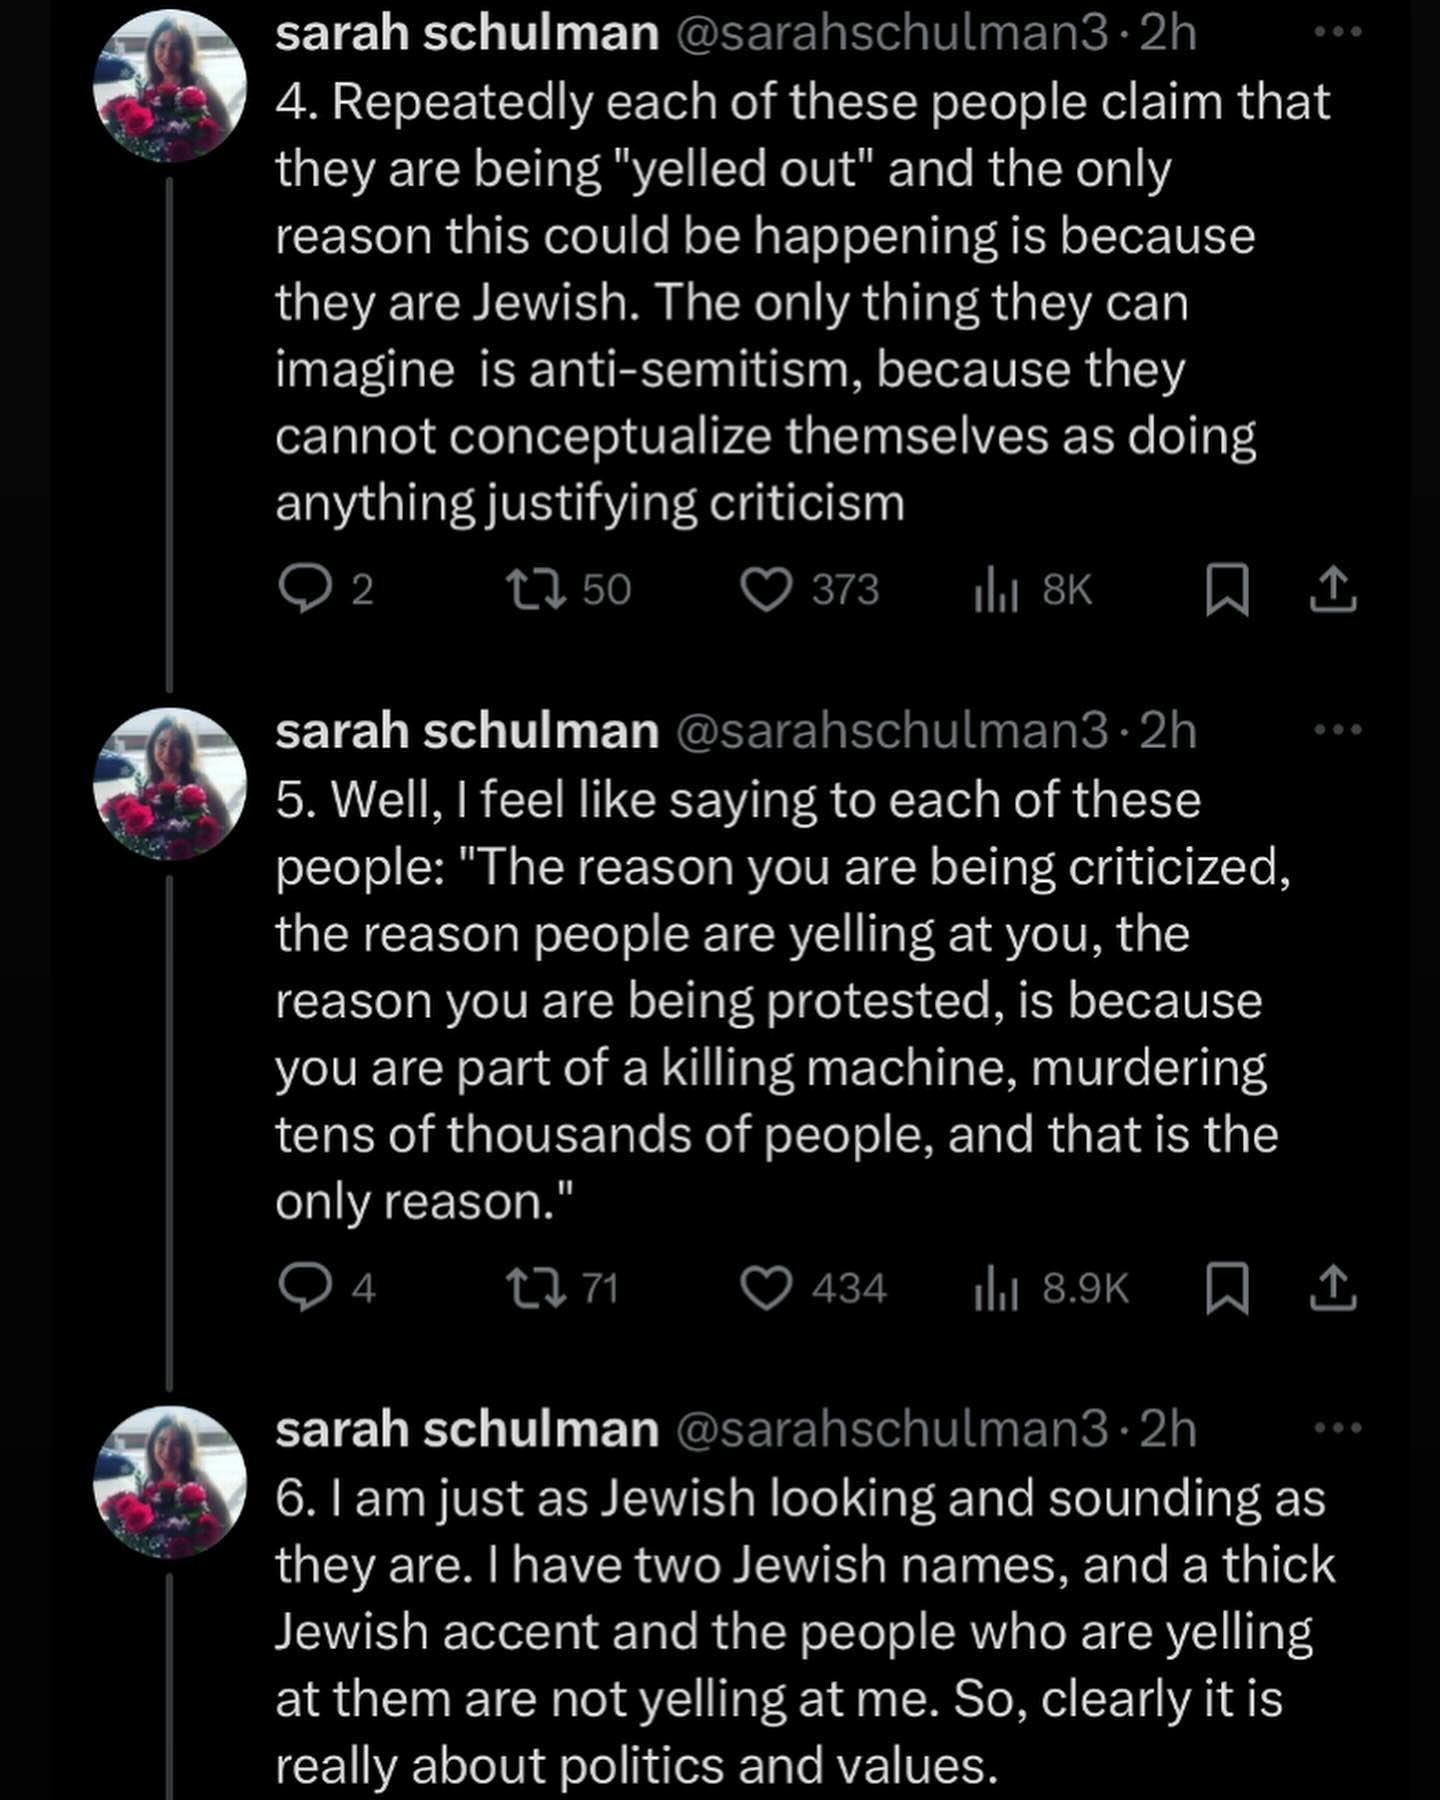 sarah schulman @sarahschulman3 · 2h
4. Repeatedly each of these people claim that
they are being "yelled out" and the only
reason this could be happening is because
they are Jewish. The only thing they can
imagine  is anti-semitism, because they
cannot conceptualize themselves as doing
anything justifying criticism
2 50 373 8K
sarah schulman @sarahschulman3 · 2h
5. Well, I feel like saying to each of these
people: "The reason you are being criticized,
the reason people are yelling at you, the
reason you are being protested, is because
you are part of a killing machine, murdering
tens of thousands of people, and that is the
only reason."
4 71 434 8.9K
sarah schulman @sarahschulman3 · 2h
6. I am just as Jewish looking and sounding as
they are. I have two Jewish names, and a thick
Jewish accent and the people who are yelling
at them are not yelling at me. So, clearly it is
really about politics and values.